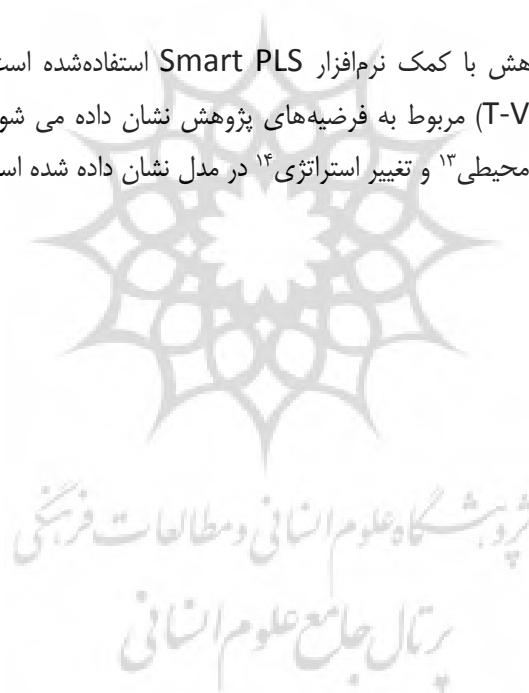 هش با کمک نرم‌افزار Smart PLS استفاده‌شده است
T-V) مربوط به فرضیه‌های پژوهش نشان داده می شو
محیطی۱۳ و تغییر استراتژی۱۴ در مدل نشان داده شده اس
پژوهشگاه علوم انسانی و مطالعات فرهنگی
پرتال جامع علوم انسانی